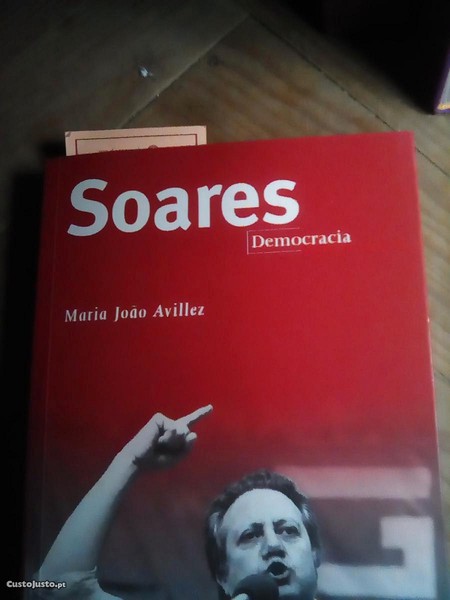 Soares
Democracia
Maria João Avillez
CustoJusto.pt